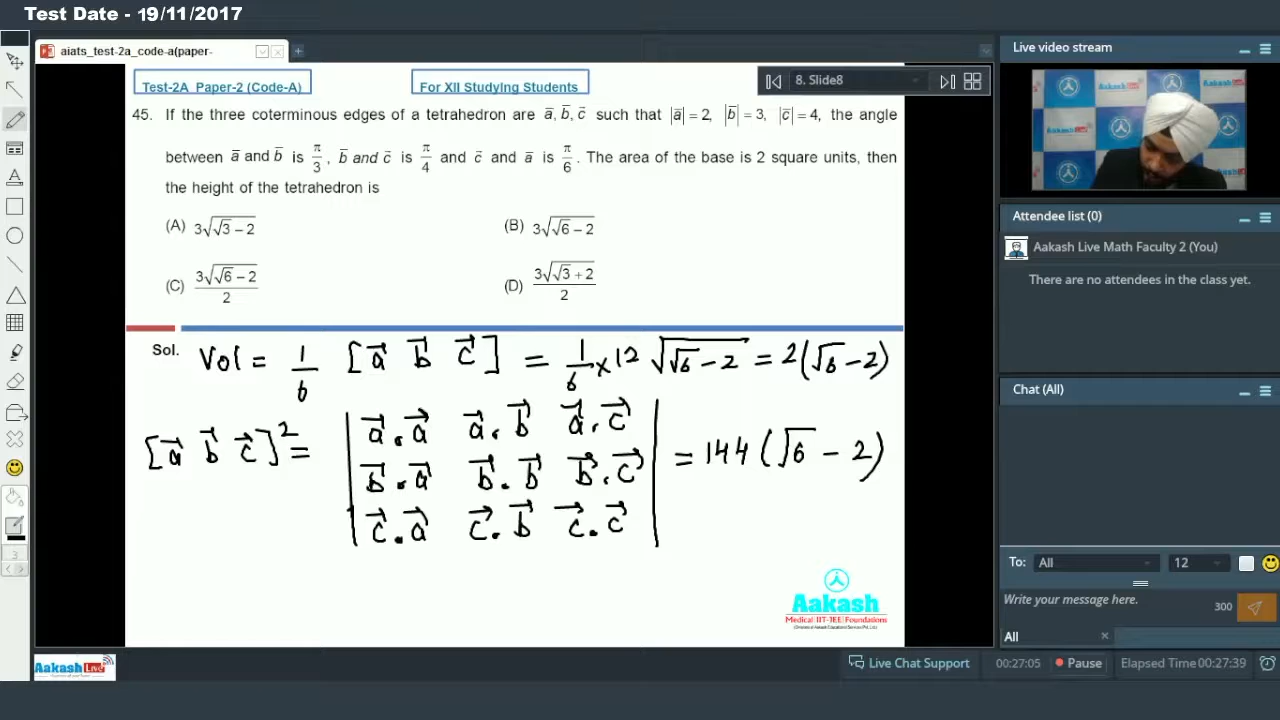 Test Date - 19/11/2017
aiats_test-2a_code-a(paper-
8. Slide8
Live video stream
Test-2A_Paper-2 (Code-A)
For XII Studying Students
45. If the three coterminous edges of a tetrahedron are a̅, b̅, c̅ such that |a̅| = 2, |b̅| = 3, |c̅| = 4, the angle
between a̅ and b̅ is π/3, b̅ and c̅ is π/4 and c̅ and a̅ is π/6. The area of the base is 2 square units, then
the height of the tetrahedron is
(A) 3√(√3 − 2)
(B) 3√(√6 − 2)
(C) 3√(√6 − 2)/2
(D) 3√(√3 + 2)/2
Sol. Vol = 1/6 [a⃗ b⃗ c⃗] = 1/6 × 12 √(√6 − 2) = 2(√6 − 2)
[a⃗ b⃗ c⃗]² = | a⃗.a⃗ a⃗.b⃗ a⃗.c⃗ |
| b⃗.a⃗ b⃗.b⃗ b⃗.c⃗ | = 144 (√6 − 2)
| c⃗.a⃗ c⃗.b⃗ c⃗.c⃗ |
Aakash
Medical|IIT-JEE|Foundations
Attendee list (0)
Aakash Live Math Faculty 2 (You)
There are no attendees in the class yet.
Chat (All)
To: All 12
Write your message here. 300
All
3
Aakash Live
Live Chat Support 00:27:05 Pause Elapsed Time 00:27:39